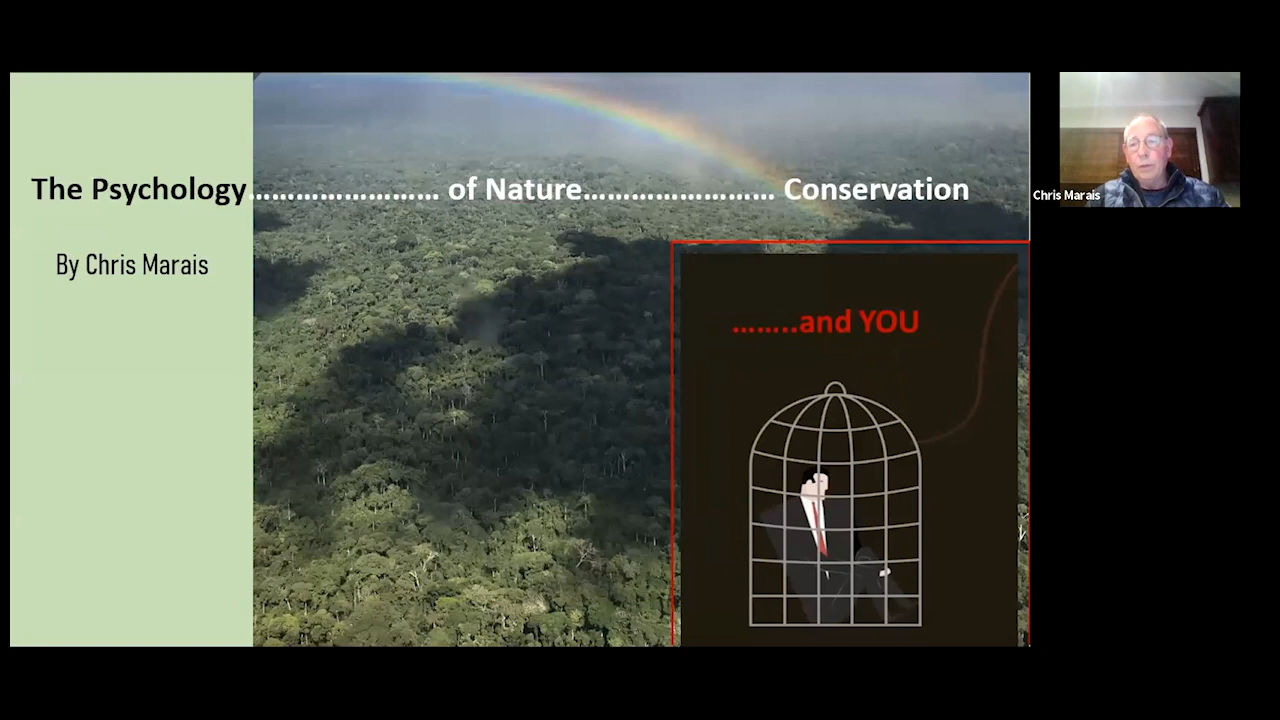 The Psychology…………………… of Nature…………………… Conservation
By Chris Marais
……..and YOU
Chris Marais